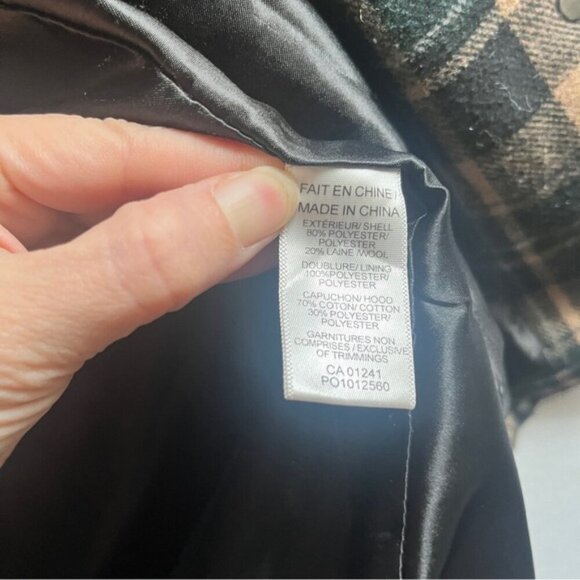 FAIT EN CHINE
MADE IN CHINA
EXTÉRIEUR/ SHELL
80% POLYESTER/
POLYESTER
20% LAINE /WOOL
DOUBLURE/ LINING
100%POLYESTER/
POLYESTER
CAPUCHON/ HOOD
70% COTON/ COTTON
30% POLYESTER/
POLYESTER
GARNITURES NON
COMPRISES / EXCLUSIVE
OF TRIMMINGS
CA 01241
PO1012560